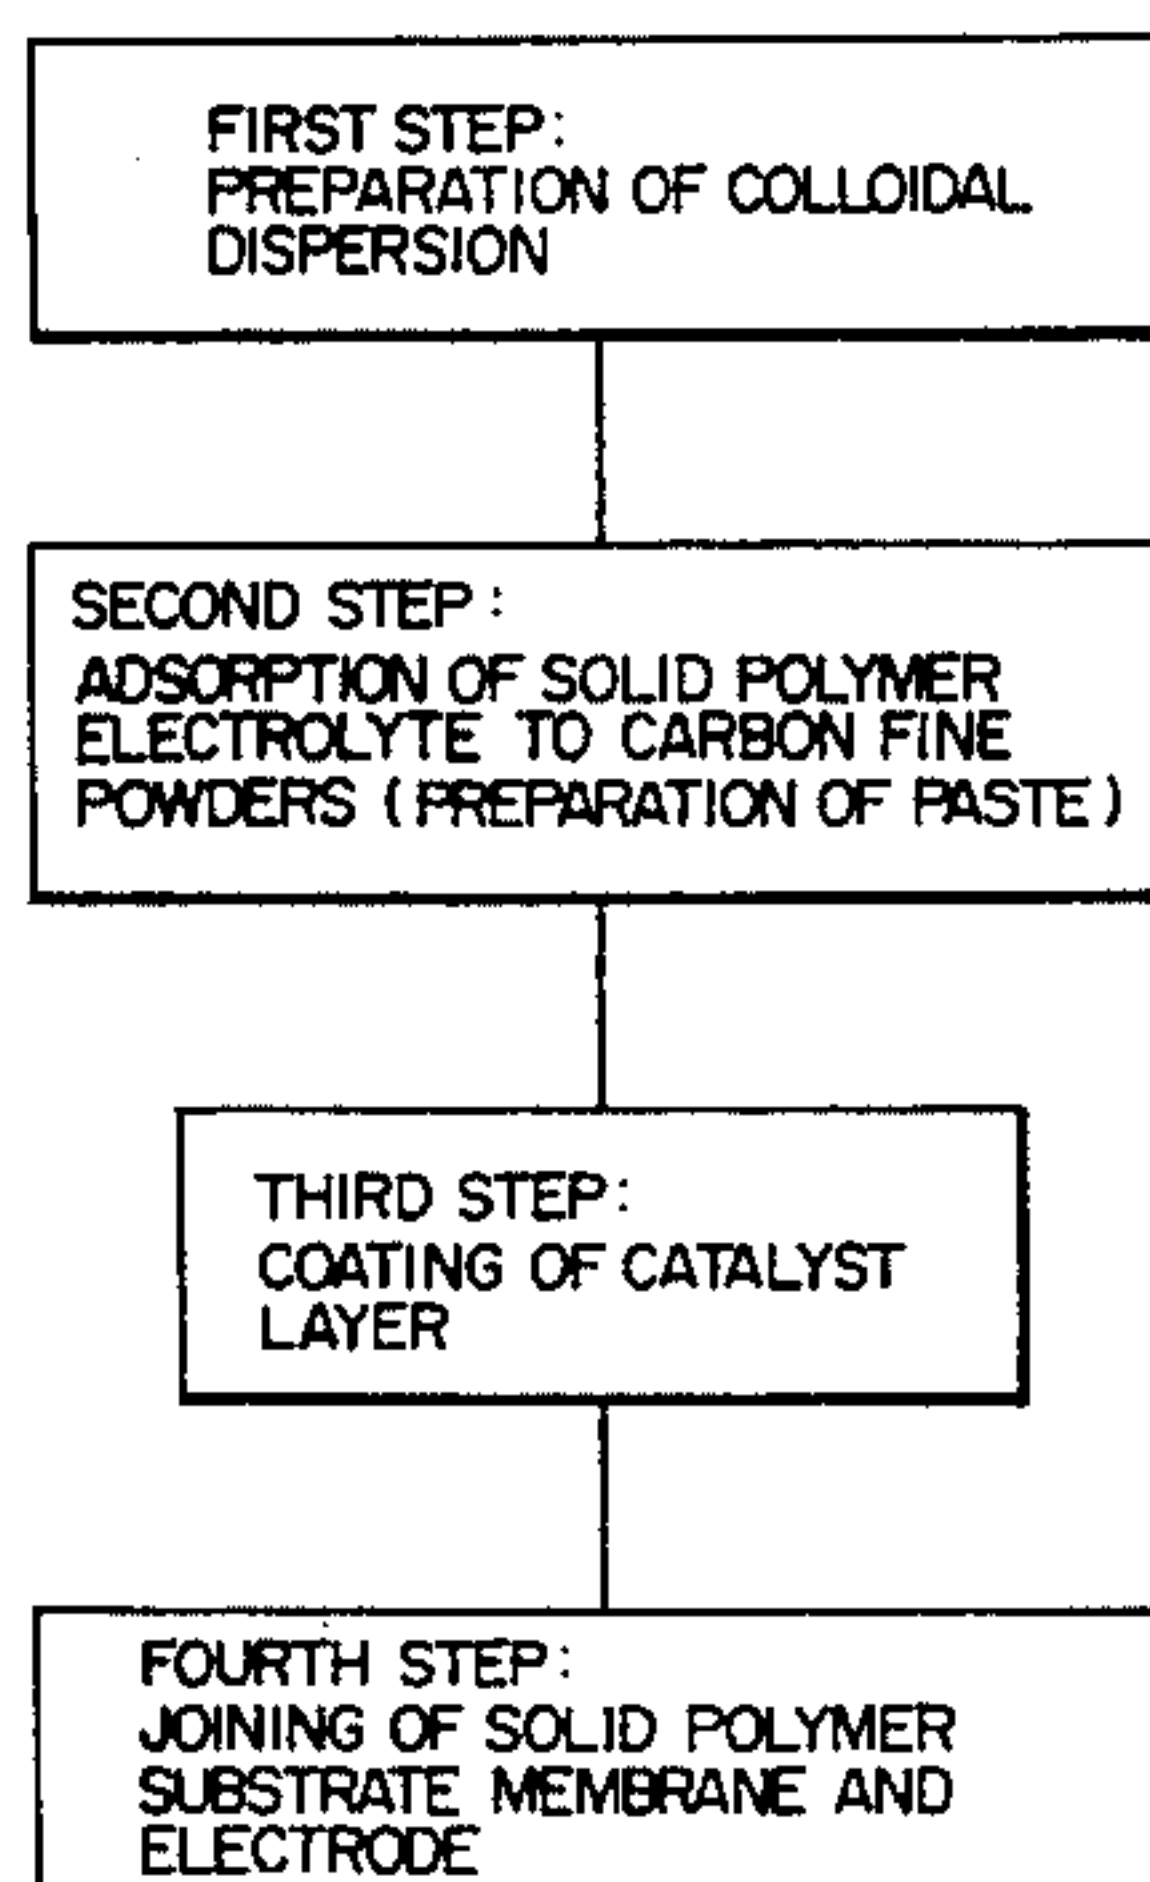 FIRST STEP:
PREPARATION OF COLLOIDAL
DISPERSION
SECOND STEP:
ADSORPTION OF SOLID POLYMER
ELECTROLYTE TO CARBON FINE
POWDERS (PREPARATION OF PASTE)
THIRD STEP:
COATING OF CATALYST
LAYER
FOURTH STEP:
JOINING OF SOLID POLYMER
SUBSTRATE MEMBRANE AND
ELECTRODE